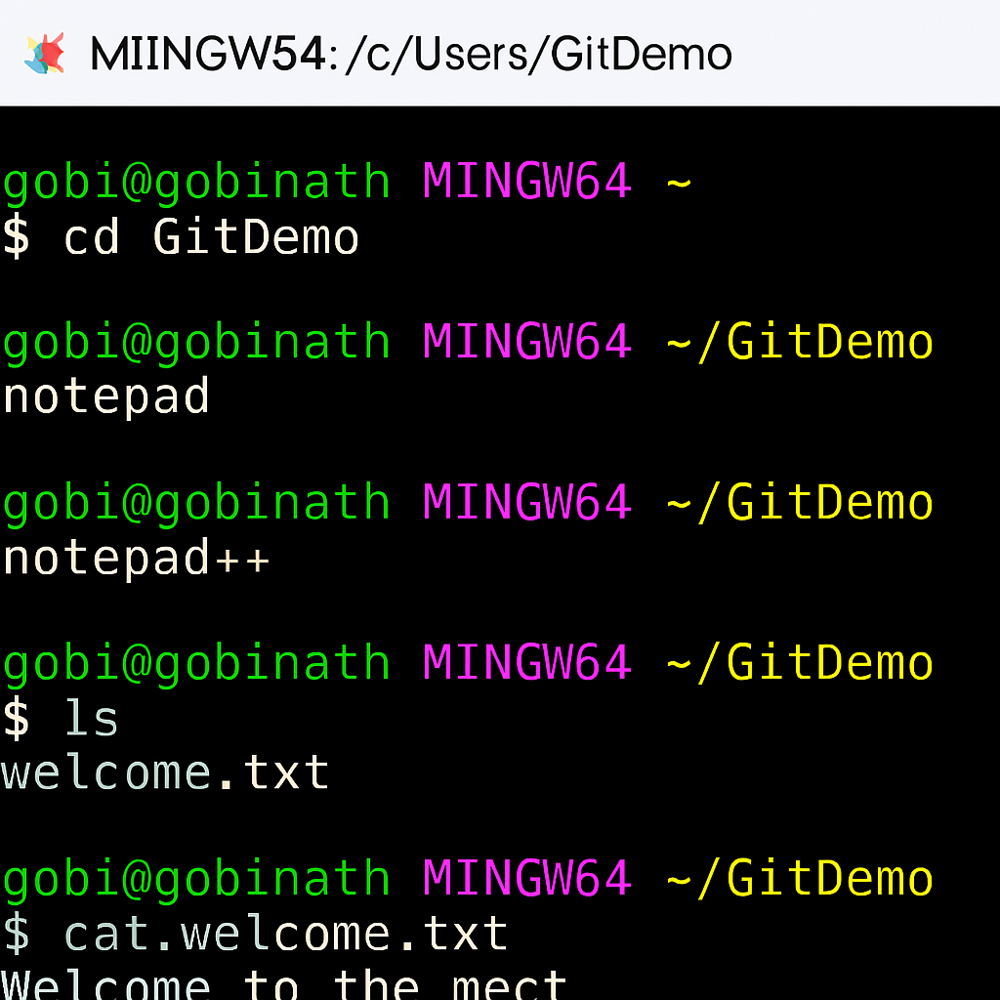 MIINGW54: /c/Users/GitDemo
gobi@gobinath MINGW64 ~
$ cd GitDemo
gobi@gobinath MINGW64 ~/GitDemo
notepad
gobi@gobinath MINGW64 ~/GitDemo
notepad++
gobi@gobinath MINGW64 ~/GitDemo
$ ls
welcome.txt
gobi@gobinath MINGW64 ~/GitDemo
$ cat.welcome.txt
Welcome to the mect